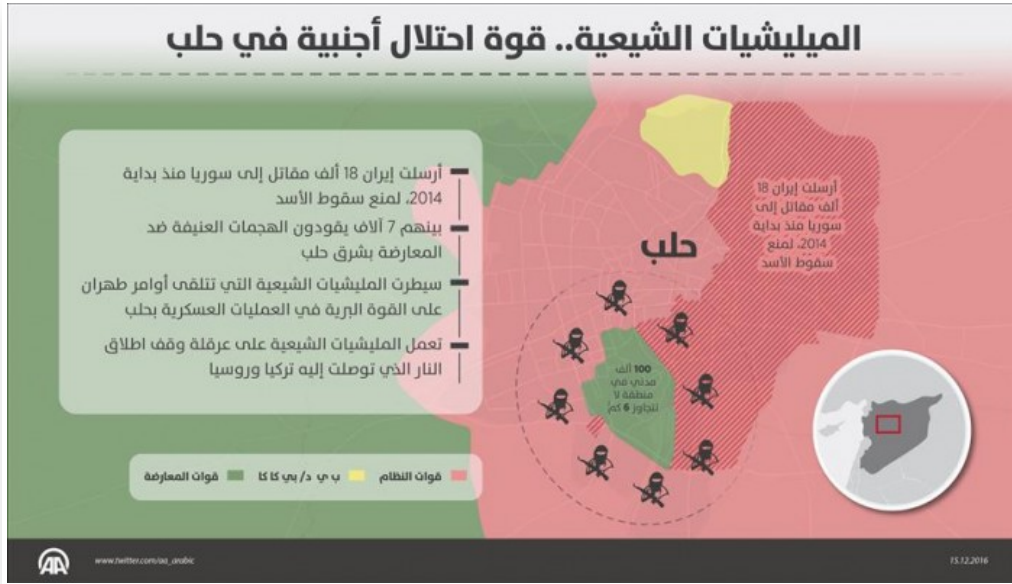 الميليشيات الشيعية.. قوة احتلال أجنبية في حلب
أرسلت إيران 18 ألف مقاتل إلى سوريا منذ بداية
2014، لمنع سقوط الأسد
بينهم 7 آلاف يقودون الهجمات العنيفة ضد
المعارضة بشرق حلب
سيطرت المليشيات الشيعية التي تتلقى أوامر طهران
على القوة البرية في العمليات العسكرية بحلب
تعمل المليشيات الشيعية على عرقلة وقف اطلاق
النار الذي توصلت إليه تركيا وروسيا
أرسلت إيران 18
ألف مقاتل إلى
سوريا منذ بداية
2014، لمنع
سقوط الأسد
حلب
100 ألف
مدني في
منطقة لا
تتجاوز 6 كم²
قوات النظام
ب ي د/ بي كا كا
قوات المعارضة
AA
www.twitter.com/aa_arabic
15.12.2016